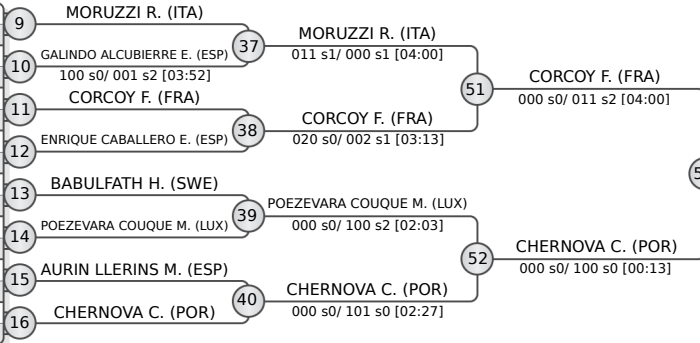 9
MORUZZI R. (ITA)
10
GALINDO ALCUBIERRE E. (ESP)
100 s0/ 001 s2 [03:52]
37
MORUZZI R. (ITA)
011 s1/ 000 s1 [04:00]
11
CORCOY F. (FRA)
12
ENRIQUE CABALLERO E. (ESP)
38
CORCOY F. (FRA)
020 s0/ 002 s1 [03:13]
51
CORCOY F. (FRA)
000 s0/ 011 s2 [04:00]
13
BABULFATH H. (SWE)
14
POEZEVARA COUQUE M. (LUX)
39
POEZEVARA COUQUE M. (LUX)
000 s0/ 100 s2 [02:03]
15
AURIN LLERINS M. (ESP)
16
CHERNOVA C. (POR)
40
CHERNOVA C. (POR)
000 s0/ 101 s0 [02:27]
52
CHERNOVA C. (POR)
000 s0/ 100 s0 [00:13]